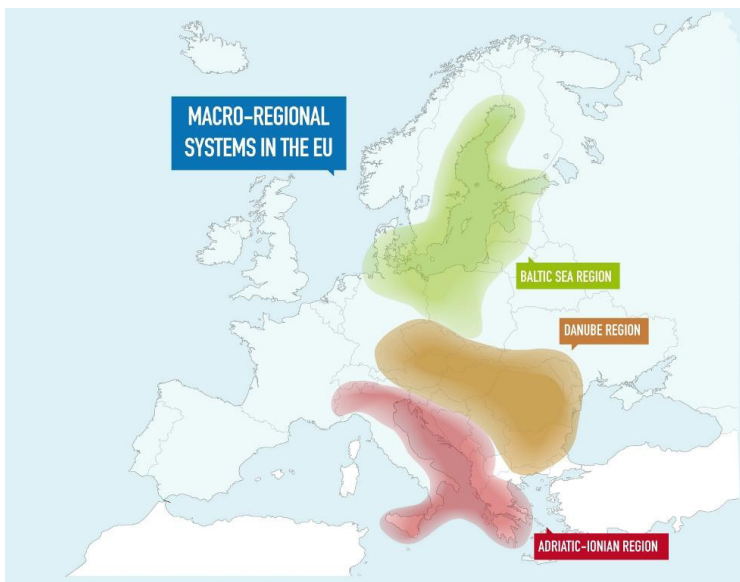 MACRO-REGIONAL
SYSTEMS IN THE EU
BALTIC SEA REGION
DANUBE REGION
ADRIATIC-IONIAN REGION